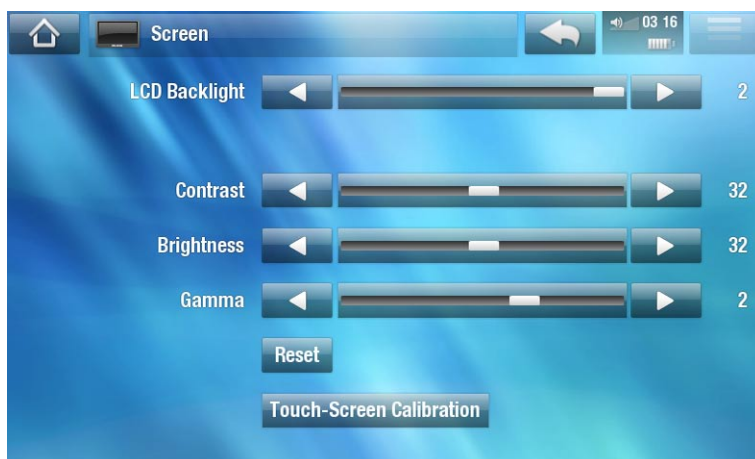 Screen
03 16
LCD Backlight 2
Contrast 32
Brightness 32
Gamma 2
Reset
Touch-Screen Calibration